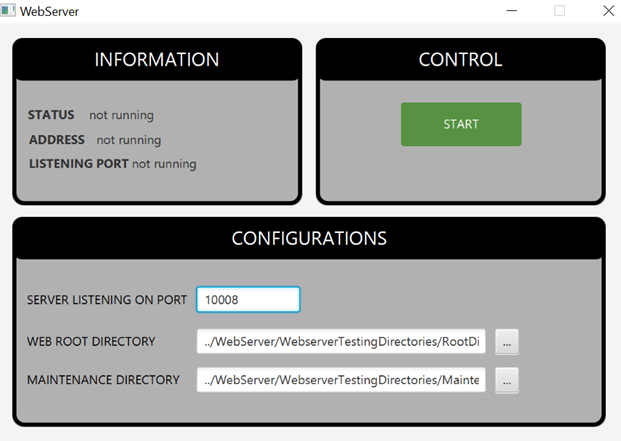 WebServer
INFORMATION
STATUS not running
ADDRESS not running
LISTENING PORT not running
CONTROL
START
CONFIGURATIONS
SERVER LISTENING ON PORT 10008
WEB ROOT DIRECTORY ../WebServer/WebserverTestingDirectories/RootDi ...
MAINTENANCE DIRECTORY ../WebServer/WebserverTestingDirectories/Mainte ...